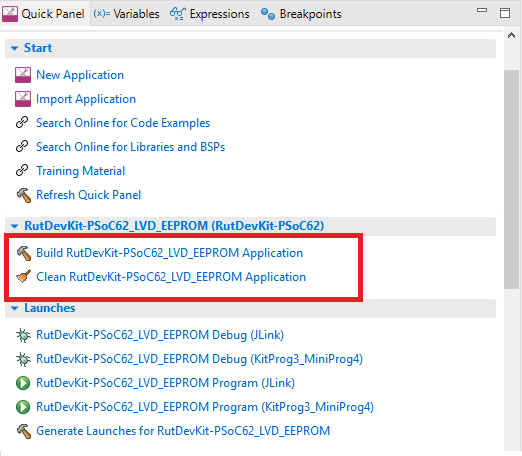 Quick Panel (x)= Variables Expressions Breakpoints
Start
New Application
Import Application
Search Online for Code Examples
Search Online for Libraries and BSPs
Training Material
Refresh Quick Panel
RutDevKit-PSoC62_LVD_EEPROM (RutDevKit-PSoC62)
Build RutDevKit-PSoC62_LVD_EEPROM Application
Clean RutDevKit-PSoC62_LVD_EEPROM Application
Launches
RutDevKit-PSoC62_LVD_EEPROM Debug (JLink)
RutDevKit-PSoC62_LVD_EEPROM Debug (KitProg3_MiniProg4)
RutDevKit-PSoC62_LVD_EEPROM Program (JLink)
RutDevKit-PSoC62_LVD_EEPROM Program (KitProg3_MiniProg4)
Generate Launches for RutDevKit-PSoC62_LVD_EEPROM